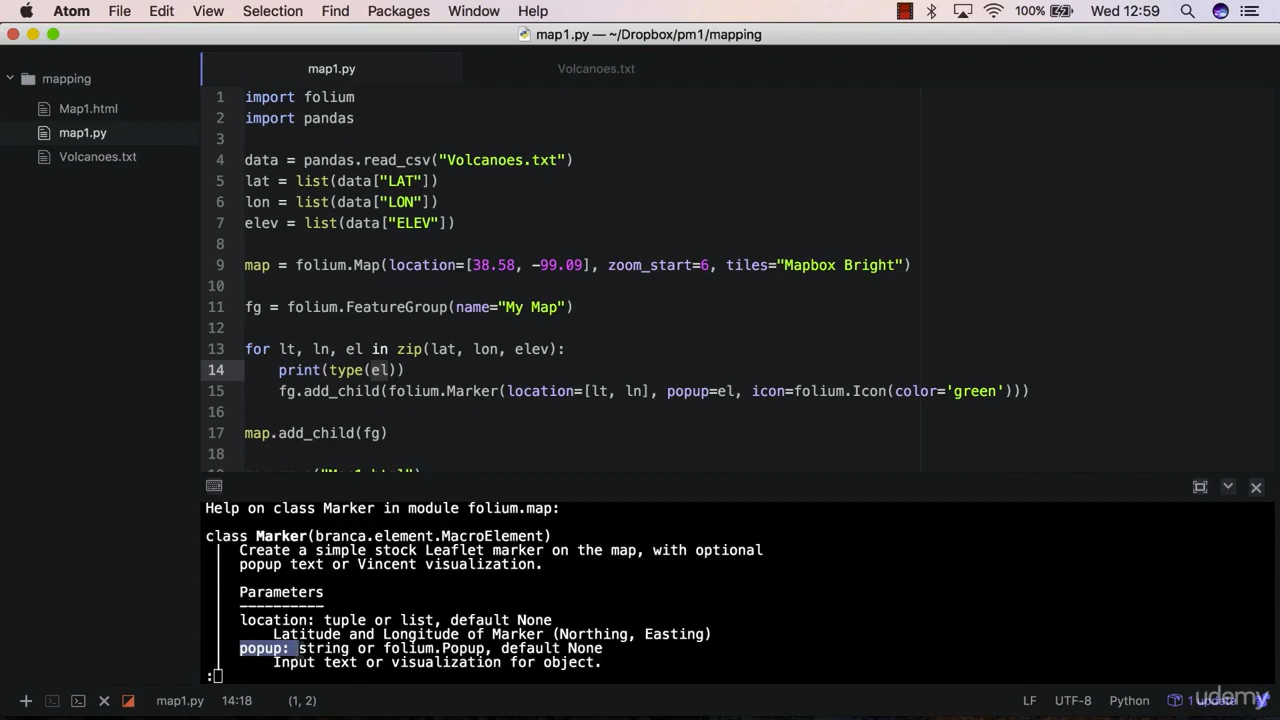 Atom File Edit View Selection Find Packages Window Help 100% Wed 12:59
map1.py — ~/Dropbox/pm1/mapping
mapping
Map1.html
map1.py
Volcanoes.txt
map1.py Volcanoes.txt
1 import folium
2 import pandas
3
4 data = pandas.read_csv("Volcanoes.txt")
5 lat = list(data["LAT"])
6 lon = list(data["LON"])
7 elev = list(data["ELEV"])
8
9 map = folium.Map(location=[38.58, -99.09], zoom_start=6, tiles="Mapbox Bright")
10
11 fg = folium.FeatureGroup(name="My Map")
12
13 for lt, ln, el in zip(lat, lon, elev):
14 print(type(el))
15 fg.add_child(folium.Marker(location=[lt, ln], popup=el, icon=folium.Icon(color='green')))
16
17 map.add_child(fg)
18
Help on class Marker in module folium.map:
class Marker(branca.element.MacroElement)
| Create a simple stock Leaflet marker on the map, with optional
| popup text or Vincent visualization.
|
| Parameters
| ----------
| location: tuple or list, default None
| Latitude and Longitude of Marker (Northing, Easting)
| popup: string or folium.Popup, default None
| Input text or visualization for object.
:
map1.py 14:18 (1, 2) LF UTF-8 Python 1 update
udemy